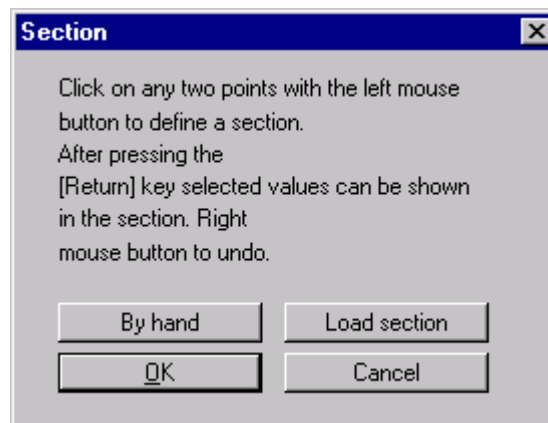 Section
Click on any two points with the left mouse
button to define a section.
After pressing the
[Return] key selected values can be shown
in the section. Right
mouse button to undo.
By hand
Load section
OK
Cancel